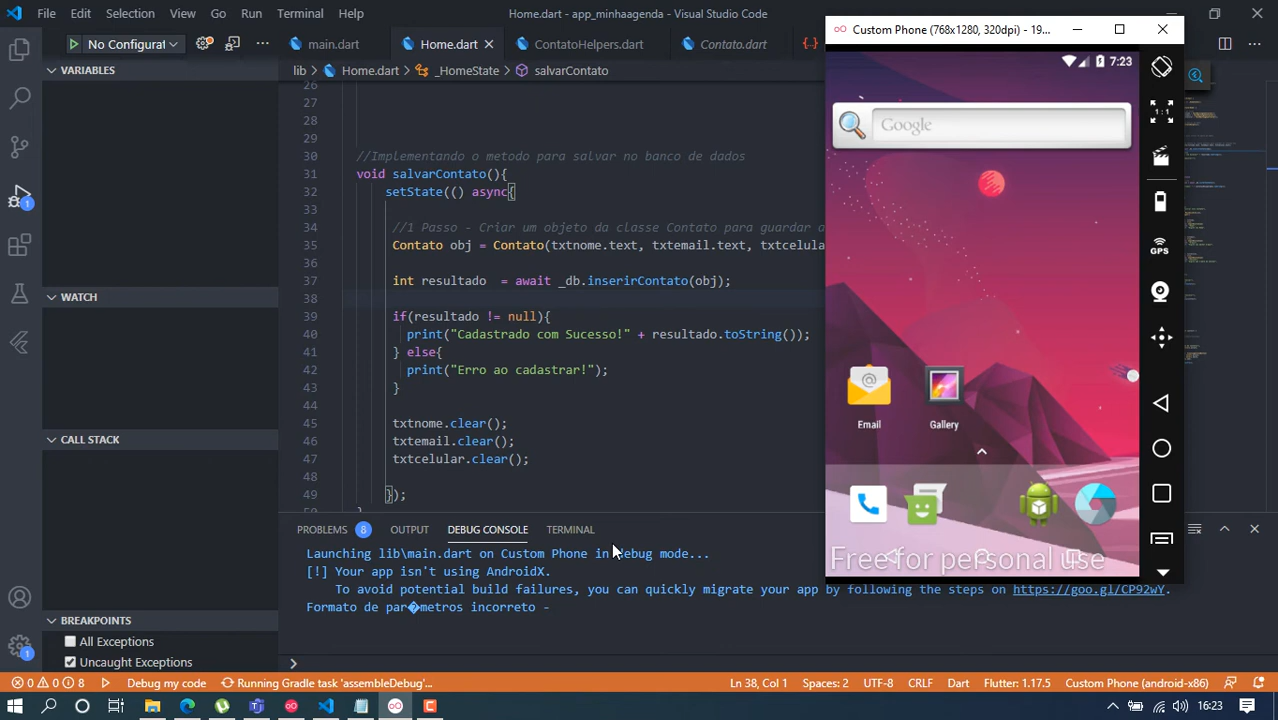 File Edit Selection View Go Run Terminal Help
Home.dart - app_minhaagenda - Visual Studio Code
No Configurat
main.dart
Home.dart
ContatoHelpers.dart
Contato.dart
lib > Home.dart > _HomeState > salvarContato
VARIABLES
WATCH
CALL STACK
BREAKPOINTS
All Exceptions
Uncaught Exceptions
26
27
28
29
30 //Implementando o metodo para salvar no banco de dados
31 void salvarContato(){
32 setState(() async{
33
34
35 Contato obj = Contato(txtnome.text, txtemail.text, txtcelula
36
37 int resultado = await _db.inserirContato(obj);
38
39 if(resultado != null){
40 print("Cadastrado com Sucesso!" + resultado.toString());
41 } else{
42 print("Erro ao cadastrar!");
43 }
44
45 txtnome.clear();
46 txtemail.clear();
47 txtcelular.clear();
48
49 });
PROBLEMS 8 OUTPUT DEBUG CONSOLE TERMINAL
Launching lib\main.dart on Custom Phone in debug mode...
[!] Your app isn't using AndroidX.
To avoid potential build failures, you can quickly migrate your app by following the steps on https://goo.gl/CP92wY.
Formato de par�metros incorreto -
Custom Phone (768x1280, 320dpi) - 19...
7:23
Google
Email
Gallery
Free for personal use
1:1
GPS
1
1
0 0 8
Debug my code
Running Gradle task 'assembleDebug'...
Ln 38, Col 1
Spaces: 2
UTF-8
CRLF
Dart
Flutter: 1.17.5
Custom Phone (android-x86)
16:23